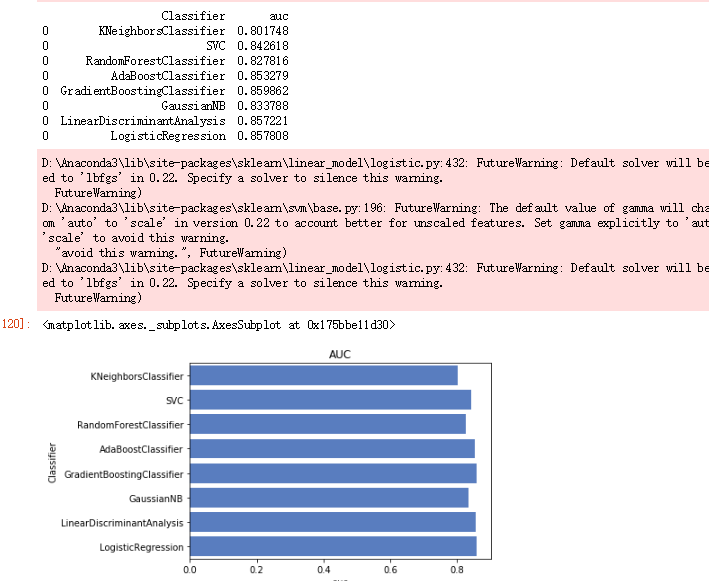 Classifier auc
0 KNeighborsClassifier 0.801748
0 SVC 0.842618
0 RandomForestClassifier 0.827816
0 AdaBoostClassifier 0.853279
0 GradientBoostingClassifier 0.859862
0 GaussianNB 0.833788
0 LinearDiscriminantAnalysis 0.857221
0 LogisticRegression 0.857808
D:\Anaconda3\lib\site-packages\sklearn\linear_model\logistic.py:432: FutureWarning: Default solver will be
ed to 'lbfgs' in 0.22. Specify a solver to silence this warning.
FutureWarning)
D:\Anaconda3\lib\site-packages\sklearn\svm\base.py:196: FutureWarning: The default value of gamma will cha
om 'auto' to 'scale' in version 0.22 to account better for unscaled features. Set gamma explicitly to 'aut
'scale' to avoid this warning.
"avoid this warning.", FutureWarning)
D:\Anaconda3\lib\site-packages\sklearn\linear_model\logistic.py:432: FutureWarning: Default solver will be
ed to 'lbfgs' in 0.22. Specify a solver to silence this warning.
FutureWarning)
120]: <matplotlib.axes._subplots.AxesSubplot at 0x175bbe11d30>
AUC
KNeighborsClassifier
SVC
RandomForestClassifier
AdaBoostClassifier
Classifier
GradientBoostingClassifier
GaussianNB
LinearDiscriminantAnalysis
LogisticRegression
0.0 0.2 0.4 0.6 0.8